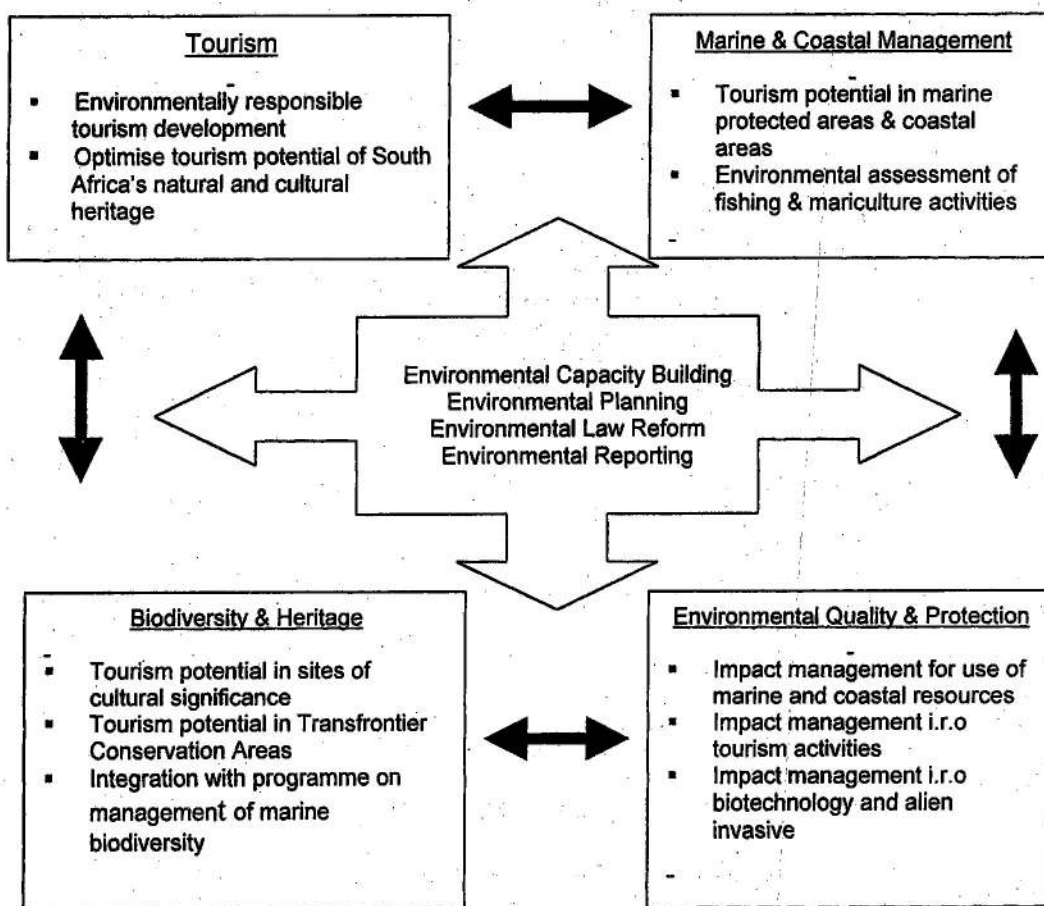 Tourism
▪ Environmentally responsible
tourism development
▪ Optimise tourism potential of South
Africa's natural and cultural
heritage
Marine & Coastal Management
▪ Tourism potential in marine
protected areas & coastal
areas
▪ Environmental assessment of
fishing & mariculture activities
Environmental Capacity Building
Environmental Planning
Environmental Law Reform
Environmental Reporting
Biodiversity & Heritage
▪ Tourism potential in sites of
cultural significance
▪ Tourism potential in Transfrontier
Conservation Areas
▪ Integration with programme on
management of marine
biodiversity
Environmental Quality & Protection
▪ Impact management for use of
marine and coastal resources
▪ Impact management i.r.o
tourism activities
▪ Impact management i.r.o
biotechnology and alien
invasive